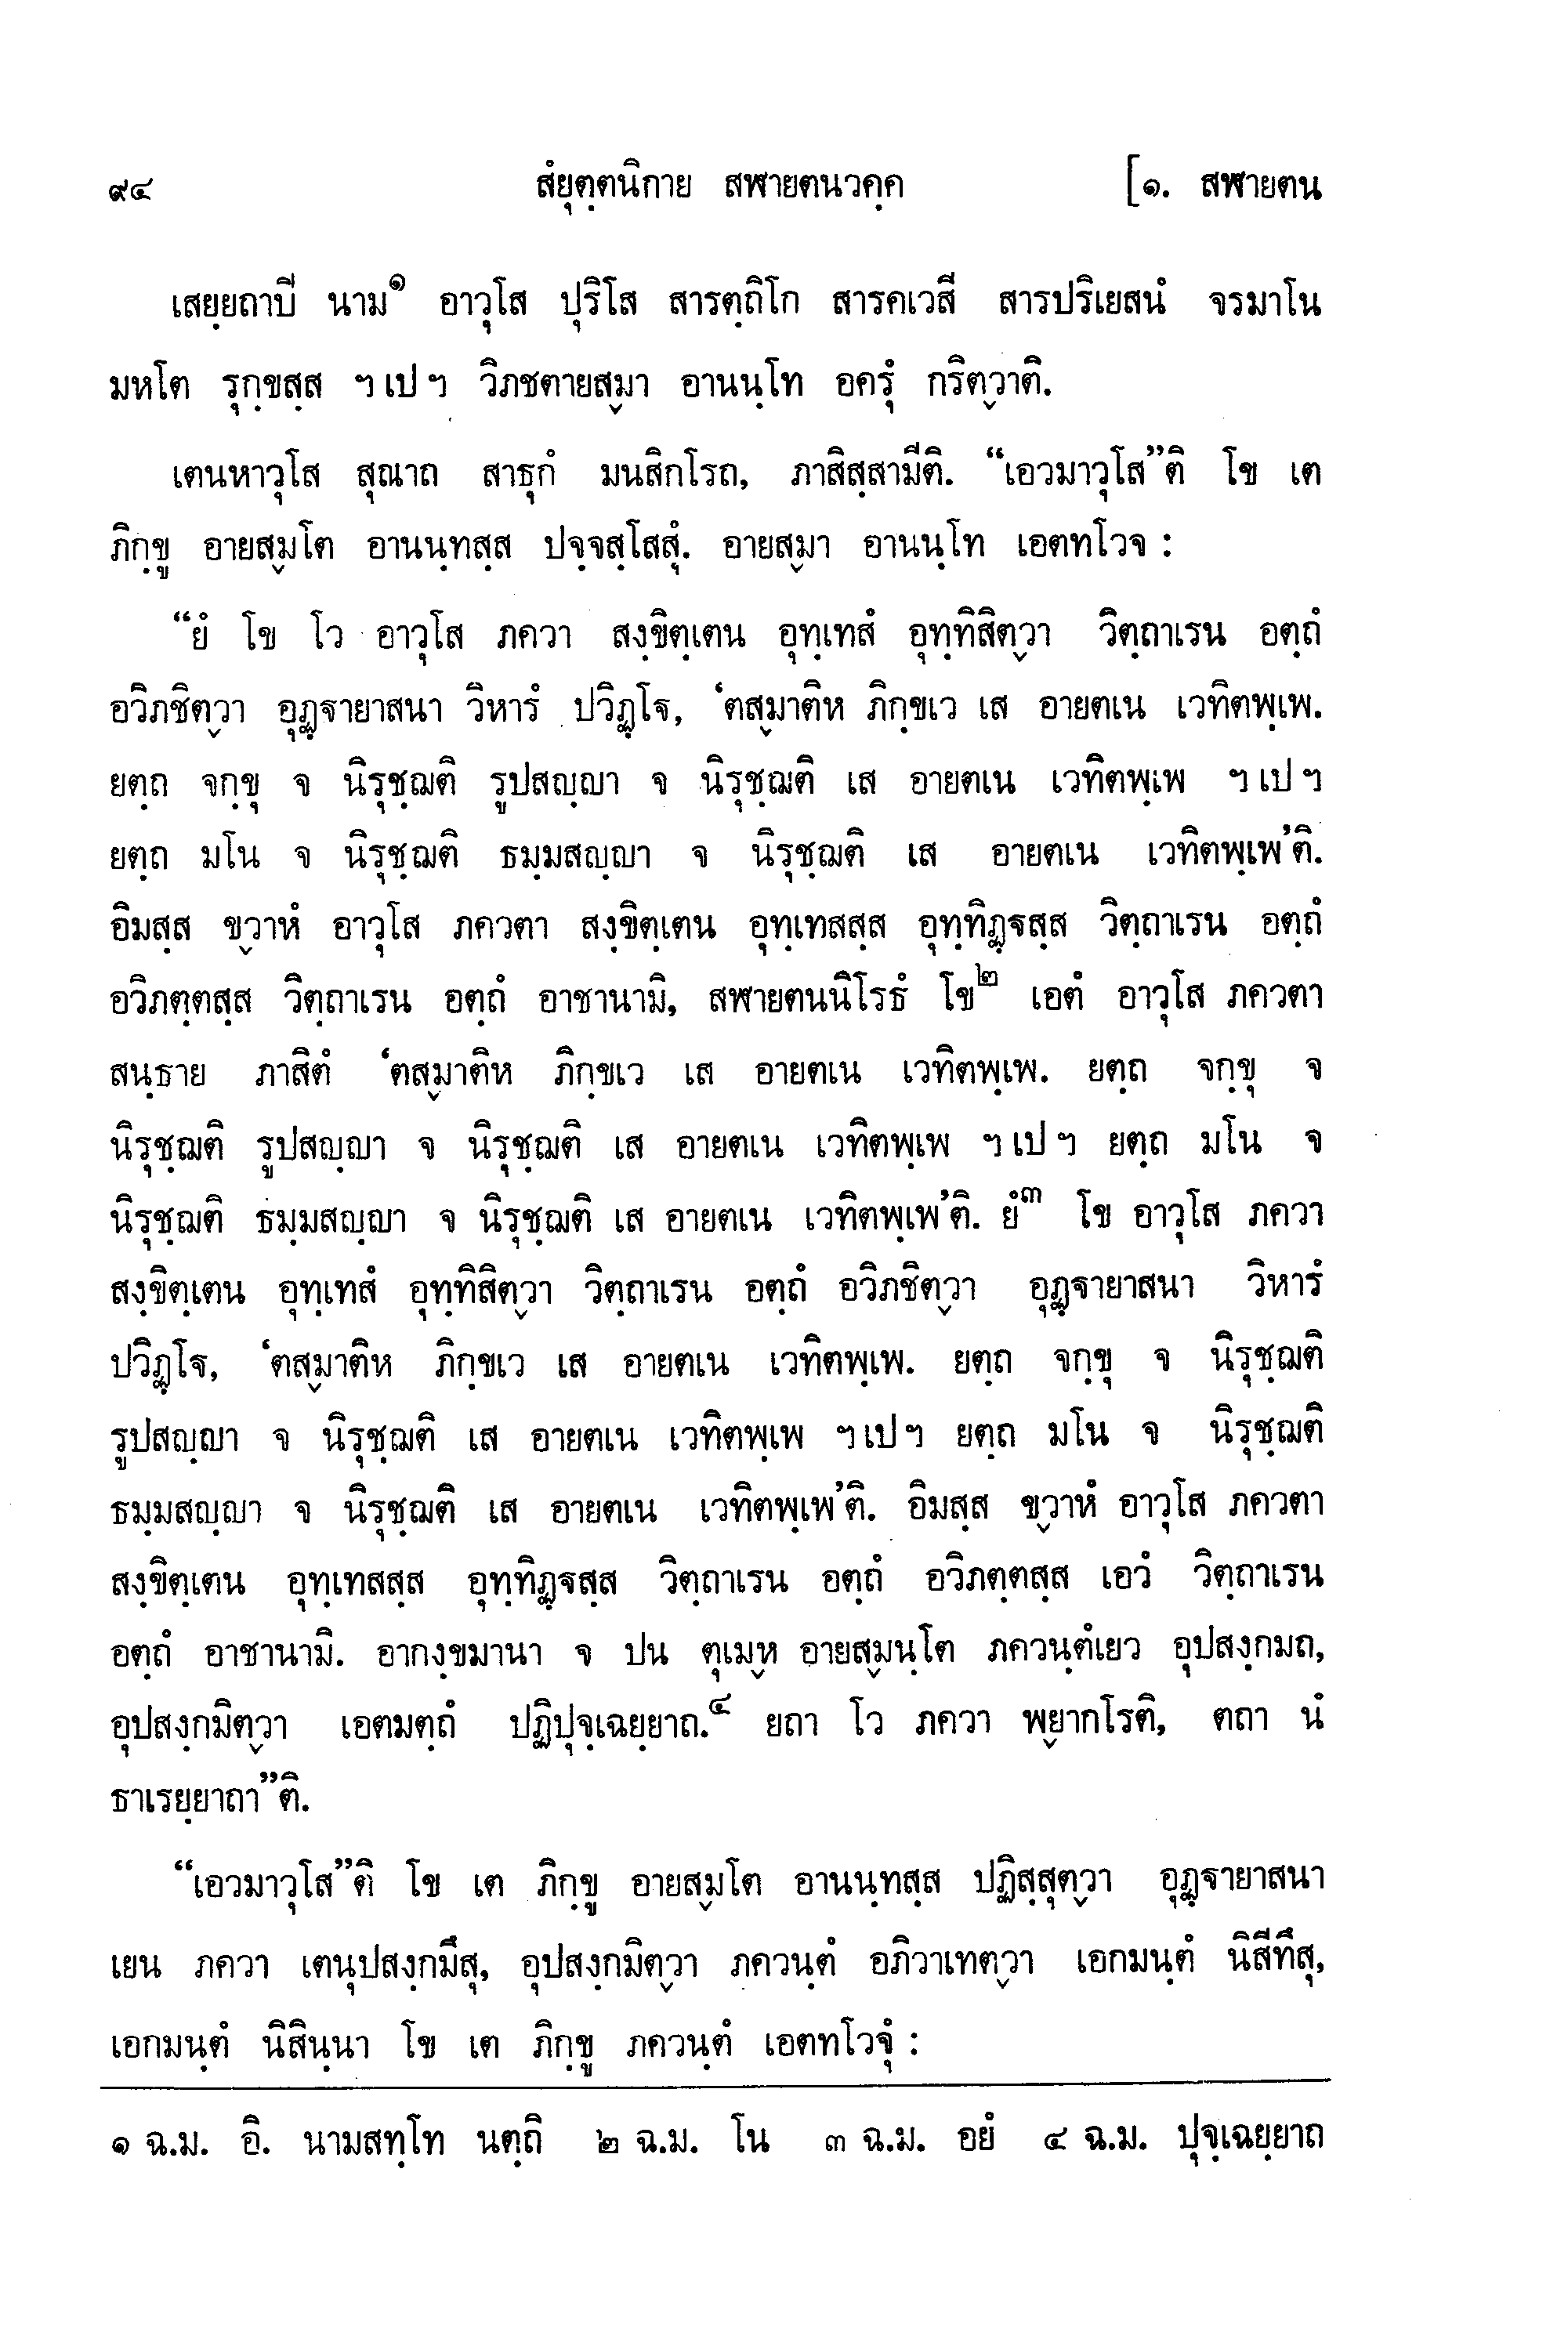 ๙๔ สํยุตฺตนิกาย สฬายตนวคฺค [๑. สฬายตน
เสยฺยถาปี นาม๑ อาวุโส ปุริโส สารตฺถิโก สารคเวสี สารปริเยสนํ จรมาโน
มหโต รุกฺขสฺส ฯ เป ฯ วิภชตายสฺมา อานนฺโท อครุํ กริตฺวาติ.
เตนหาวุโส สุณาถ สาธุกํ มนสิกโรถ, ภาสิสฺสามีติ. “เอวมาวุโส”ติ โข เต
ภิกฺขู อายสฺมโต อานนฺทสฺส ปจฺจสฺโสสุํ. อายสฺมา อานนฺโท เอตทโวจ :
“ยํ โข โว อาวุโส ภควา สงฺขิตฺเตน อุทฺเทสํ อุทฺทิสิตฺวา วิตฺถาเรน อตฺถํ
อวิภชิตฺวา อุฏฺฐายาสนา วิหารํ ปวิฏฺโฐ, ‘ตสฺมาติห ภิกฺขเว เส อายตเน เวทิตพฺเพ.
ยตฺถ จกฺขุ จ นิรุชฺฌติ รูปสญฺญา จ นิรุชฺฌติ เส อายตเน เวทิตพฺเพ ฯ เป ฯ
ยตฺถ มโน จ นิรุชฺฌติ ธมฺมสญฺญา จ นิรุชฺฌติ เส อายตเน เวทิตพฺเพ’ติ.
อิมสฺส ขฺวาหํ อาวุโส ภควตา สงฺขิตฺเตน อุทฺเทสสฺส อุทฺทิฏฺฐสฺส วิตฺถาเรน อตฺถํ
อวิภตฺตสฺส วิตฺถาเรน อตฺถํ อาชานามิ, สฬายตนนิโรธํ โข๒ เอตํ อาวุโส ภควตา
สนฺธาย ภาสิตํ ‘ตสฺมาติห ภิกฺขเว เส อายตเน เวทิตพฺเพ. ยตฺถ จกฺขุ จ
นิรุชฺฌติ รูปสญฺญา จ นิรุชฺฌติ เส อายตเน เวทิตพฺเพ ฯ เป ฯ ยตฺถ มโน จ
นิรุชฺฌติ ธมฺมสญฺญา จ นิรุชฺฌติ เส อายตเน เวทิตพฺเพ’ติ. ยํ๓ โข อาวุโส ภควา
สงฺขิตฺเตน อุทฺเทสํ อุทฺทิสิตฺวา วิตฺถาเรน อตฺถํ อวิภชิตฺวา อุฏฺฐายาสนา วิหารํ
ปวิฏฺโฐ, ‘ตสฺมาติห ภิกฺขเว เส อายตเน เวทิตพฺเพ. ยตฺถ จกฺขุ จ นิรุชฺฌติ
รูปสญฺญา จ นิรุชฺฌติ เส อายตเน เวทิตพฺเพ ฯ เป ฯ ยตฺถ มโน จ นิรุชฺฌติ
ธมฺมสญฺญา จ นิรุชฺฌติ เส อายตเน เวทิตพฺเพ’ติ. อิมสฺส ขฺวาหํ อาวุโส ภควตา
สงฺขิตฺเตน อุทฺเทสสฺส อุทฺทิฏฺฐสฺส วิตฺถาเรน อตฺถํ อวิภตฺตสฺส เอวํ วิตฺถาเรน
อตฺถํ อาชานามิ. อากงฺขมานา จ ปน ตุเมฺห อายสฺมนฺโต ภควนฺตํเยว อุปสงฺกมถ,
อุปสงฺกมิตฺวา เอตมตฺถํ ปฏิปุจฺเฉยฺยาถ.๔ ยถา โว ภควา พฺยากโรติ, ตถา นํ
ธาเรยฺยาถา”ติ.
“เอวมาวุโส”ติ โข เต ภิกฺขู อายสฺมโต อานนฺทสฺส ปฏิสฺสุตฺวา อุฏฺฐายาสนา
เยน ภควา เตนุปสงฺกมึสุ, อุปสงฺกมิตฺวา ภควนฺตํ อภิวาเทตฺวา เอกมนฺตํ นิสีทึสุ,
เอกมนฺตํ นิสินฺนา โข เต ภิกฺขู ภควนฺตํ เอตทโวจุํ :
๑ ฉ.ม. อิ. นามสทฺโท นตฺถิ ๒ ฉ.ม. โน ๓ ฉ.ม. อยํ ๔ ฉ.ม. ปุจฺเฉยฺยาถ